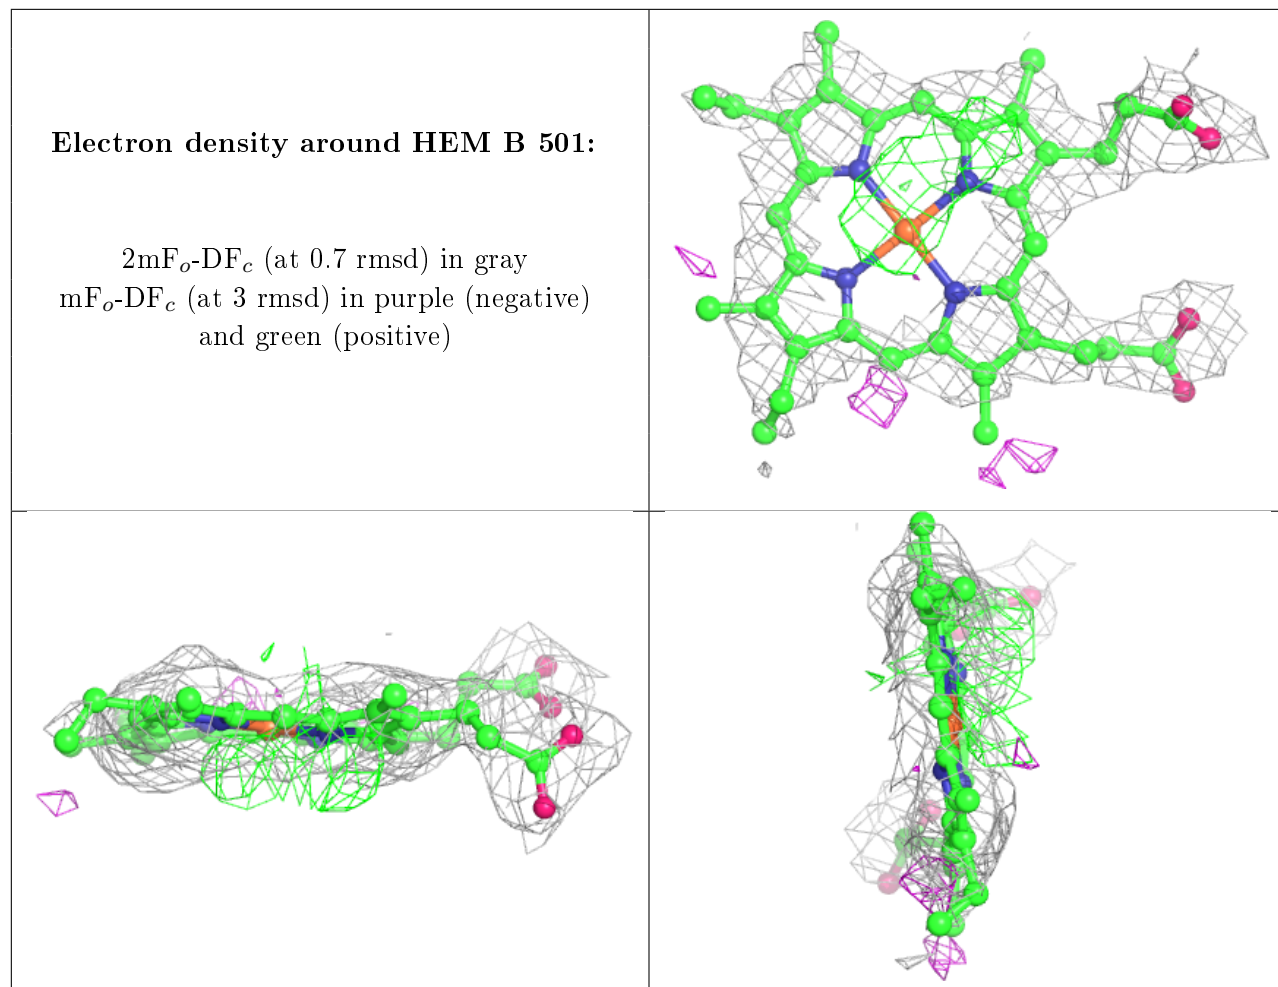 Electron density around HEM B 501:
2mFₒ-DF𝒸 (at 0.7 rmsd) in gray
mFₒ-DF𝒸 (at 3 rmsd) in purple (negative)
and green (positive)